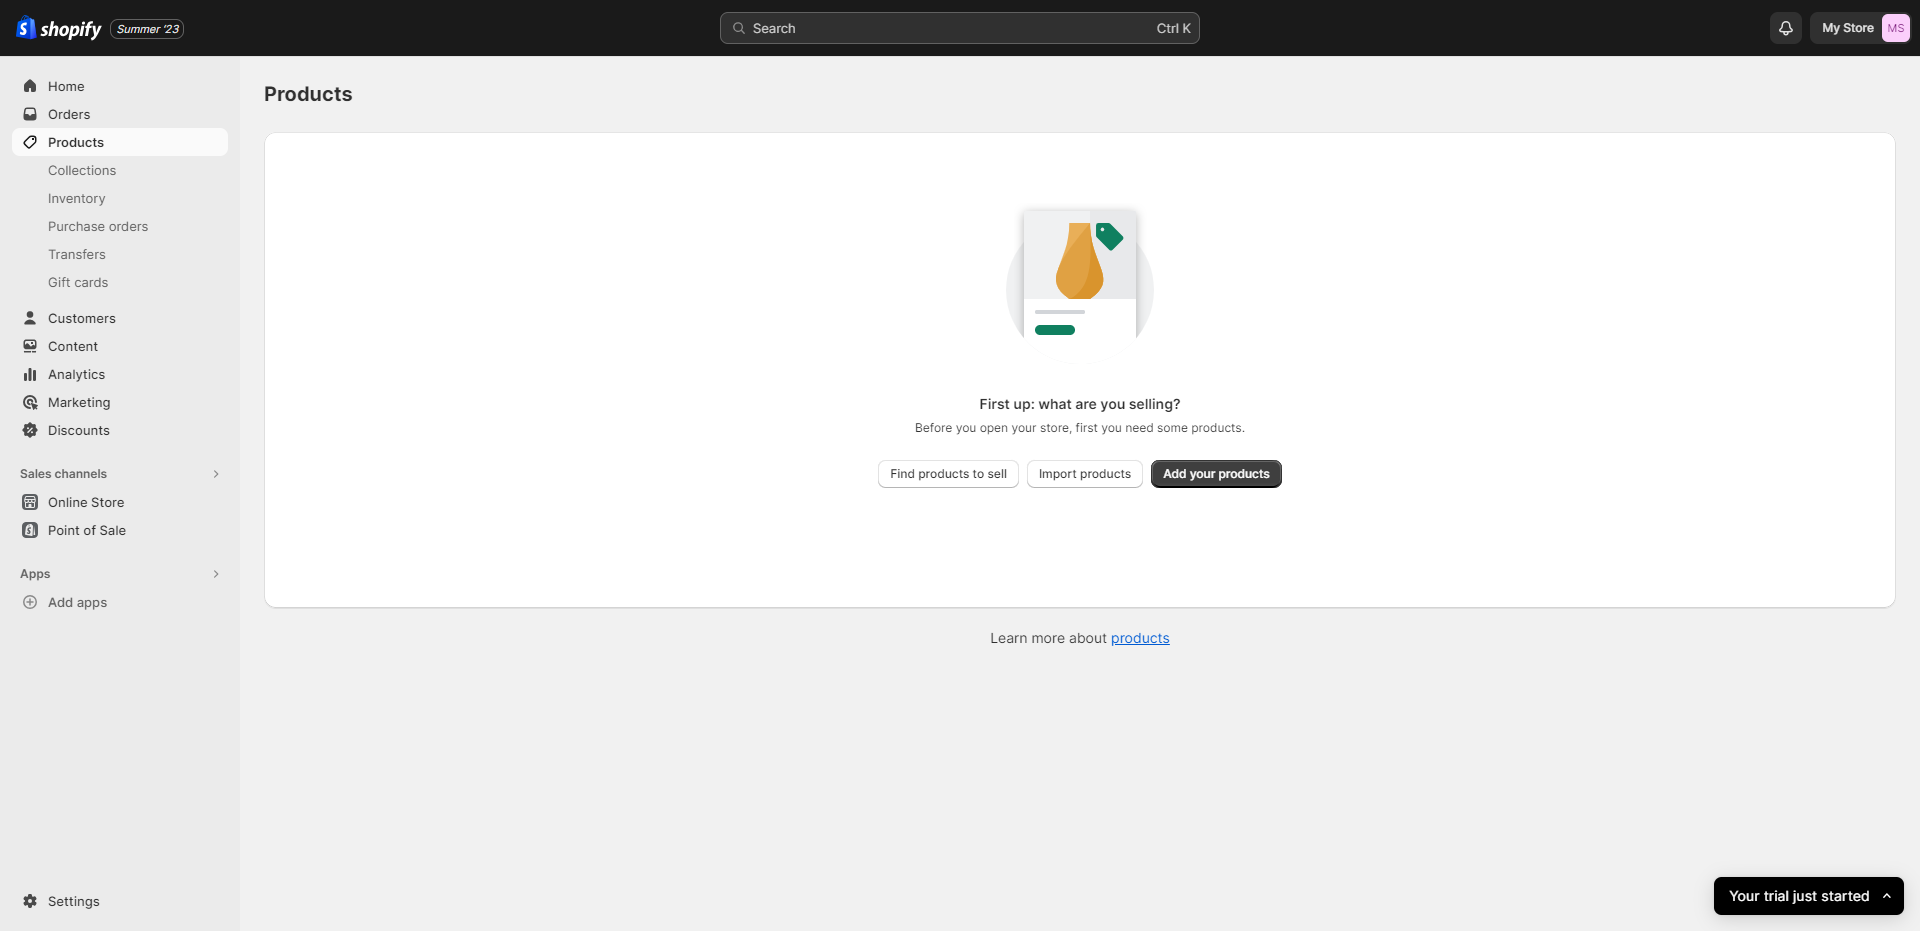 shopify Summer '23
Search Ctrl K
My Store MS
Home
Orders
Products
Collections
Inventory
Purchase orders
Transfers
Gift cards
Customers
Content
Analytics
Marketing
Discounts
Sales channels
Online Store
Point of Sale
Apps
Add apps
Settings
Products
First up: what are you selling?
Before you open your store, first you need some products.
Find products to sell Import products Add your products
Learn more about products
Your trial just started